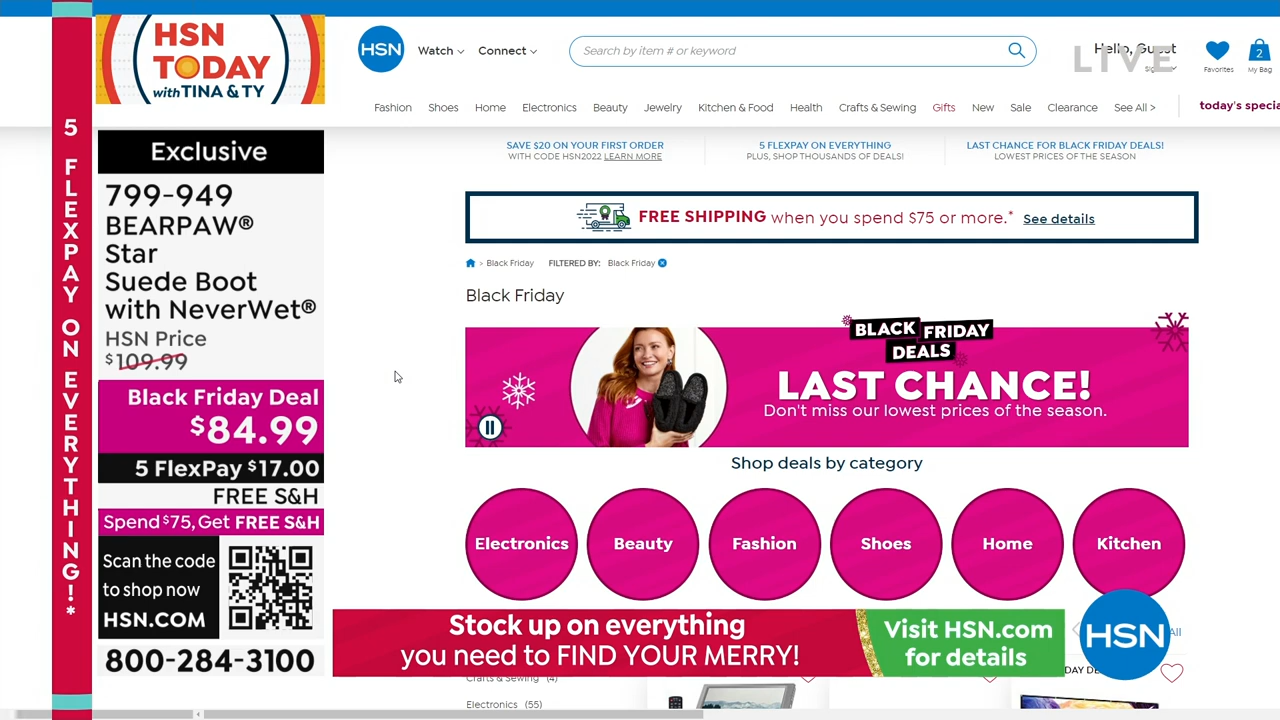 5 FLEXPAY ON EVERYTHING!*
HSN
TODAY
with TINA & TY
Exclusive
799-949
BEARPAW®
Star
Suede Boot
with NeverWet®
HSN Price
$109.99
Black Friday Deal
$84.99
5 FlexPay $17.00
FREE S&H
Spend $75, Get FREE S&H
Scan the code
to shop now
HSN.COM
800-284-3100
HSN
Watch
Connect
Search by item # or keyword
Hello, Guest
LIVE
Favorites
2
My Bag
Fashion Shoes Home Electronics Beauty Jewelry Kitchen & Food Health Crafts & Sewing Gifts New Sale Clearance See All >
today's specia
SAVE $20 ON YOUR FIRST ORDER
WITH CODE HSN2022 LEARN MORE
5 FLEXPAY ON EVERYTHING
PLUS, SHOP THOUSANDS OF DEALS!
LAST CHANCE FOR BLACK FRIDAY DEALS!
LOWEST PRICES OF THE SEASON
FREE SHIPPING when you spend $75 or more.* See details
> Black Friday FILTERED BY: Black Friday
Black Friday
BLACK FRIDAY
DEALS
LAST CHANCE!
Don't miss our lowest prices of the season.
Shop deals by category
Electronics
Beauty
Fashion
Shoes
Home
Kitchen
Stock up on everything
you need to FIND YOUR MERRY!
Visit HSN.com
for details
HSN
All
Crafts & Sewing (4)
Electronics (55)